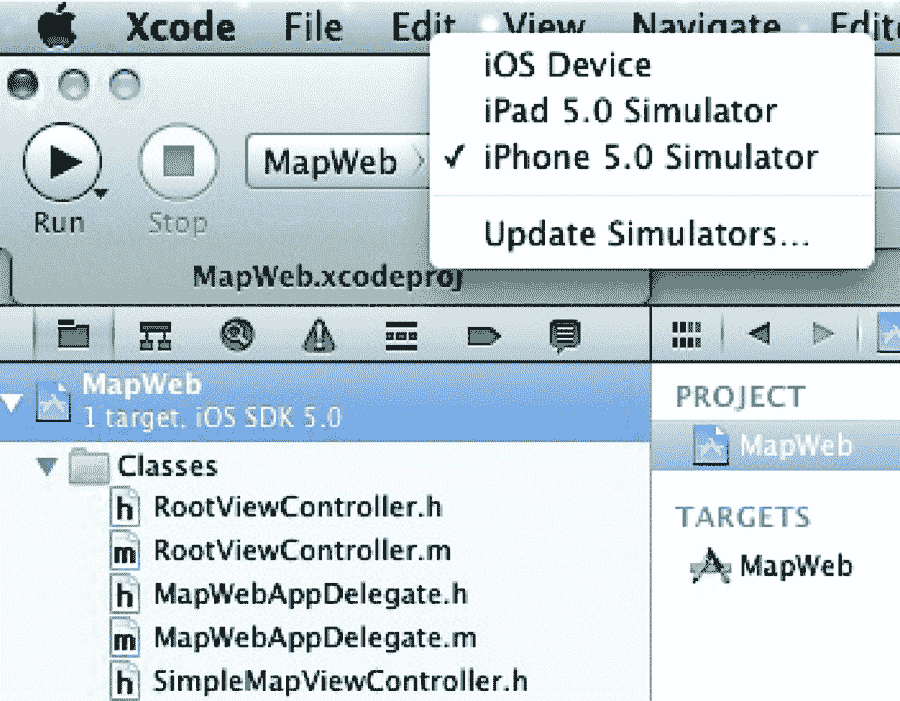 Xcode File Edit View Navigate Edit
iOS Device
iPad 5.0 Simulator
MapWeb
✓ iPhone 5.0 Simulator
Run
Stop
Update Simulators...
MapWeb.xcodeproj
MapWeb
1 target, iOS SDK 5.0
Classes
h RootViewController.h
m RootViewController.m
h MapWebAppDelegate.h
m MapWebAppDelegate.m
h SimpleMapViewController.h
PROJECT
MapWeb
TARGETS
MapWeb